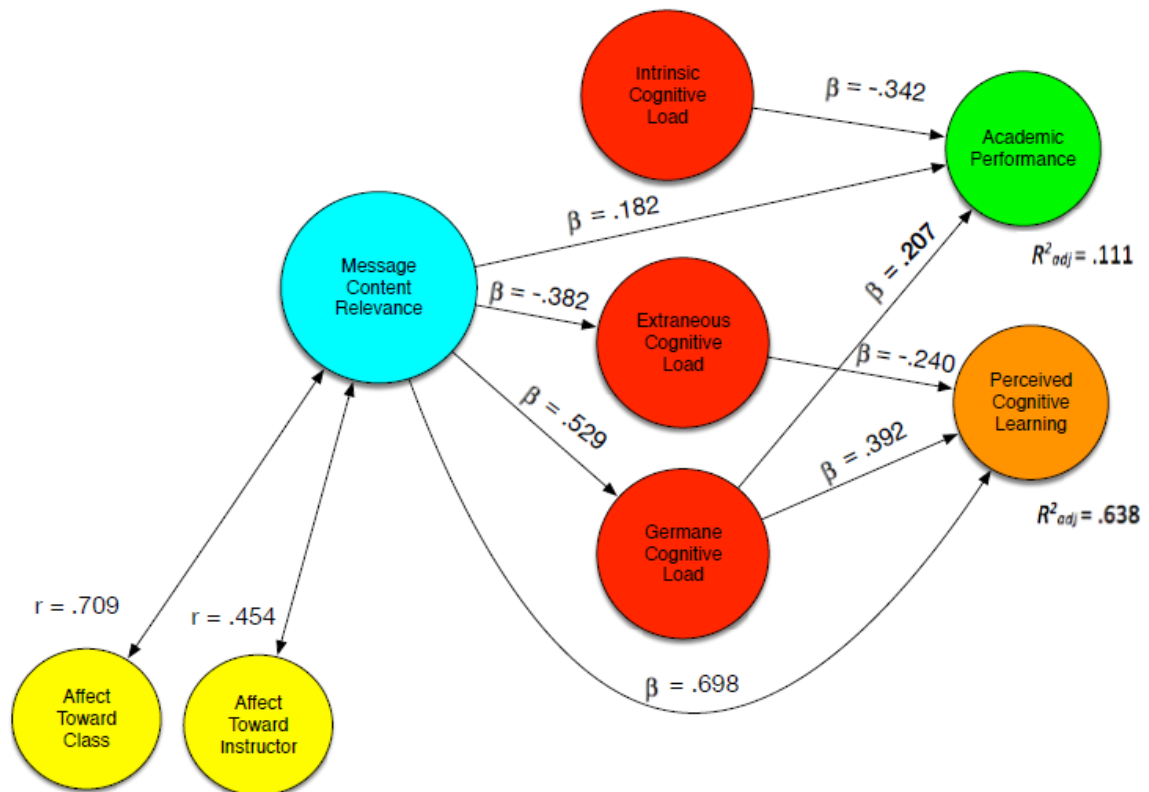 Intrinsic
Cognitive
Load
β = -.342
Academic
Performance
R²adj = .111
β = .182
Message
Content
Relevance
β = -.382
Extraneous
Cognitive
Load
β = .207
β = -.240
Perceived
Cognitive
Learning
R²adj = .638
β = .529
β = .392
Germane
Cognitive
Load
β = .698
r = .709
r = .454
Affect
Toward
Class
Affect
Toward
Instructor